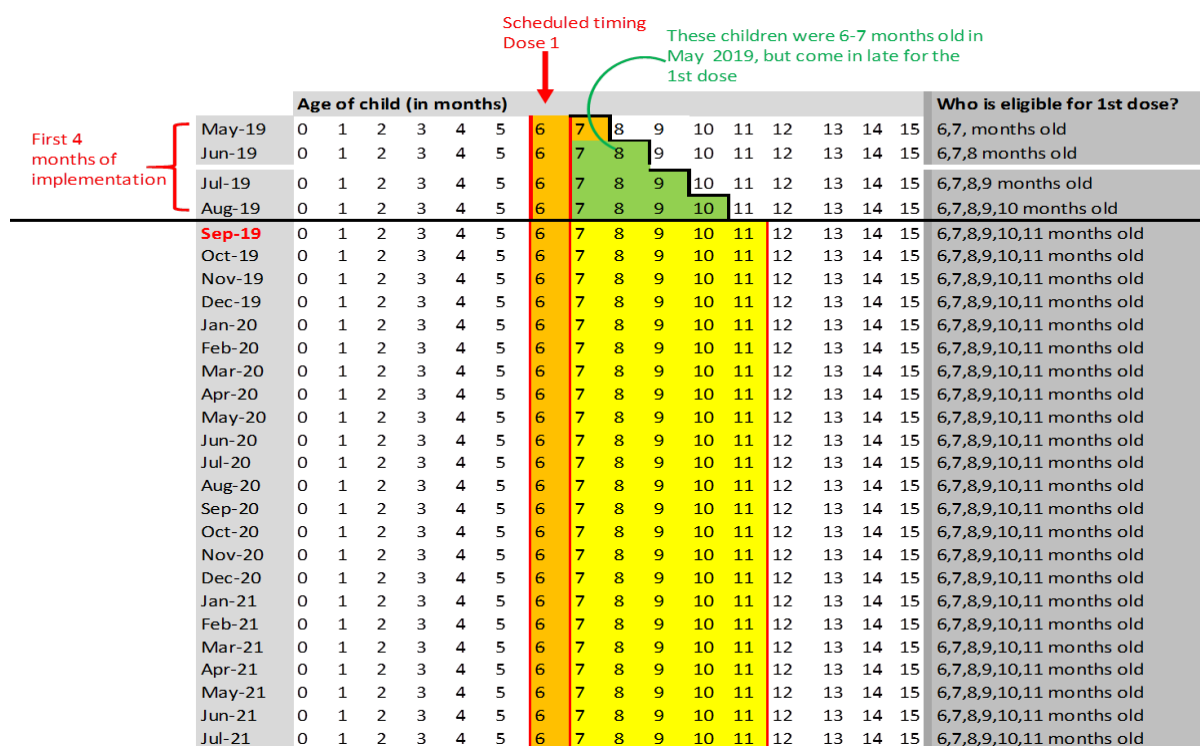 Scheduled timing
Dose 1
These children were 6-7 months old in
May 2019, but come in late for the
1st dose
Age of child (in months)
Who is eligible for 1st dose?
First 4
months of
implementation
May-19 0 1 2 3 4 5 6 7 8 9 10 11 12 13 14 15 6,7, months old
Jun-19 0 1 2 3 4 5 6 7 8 9 10 11 12 13 14 15 6,7,8 months old
Jul-19 0 1 2 3 4 5 6 7 8 9 10 11 12 13 14 15 6,7,8,9 months old
Aug-19 0 1 2 3 4 5 6 7 8 9 10 11 12 13 14 15 6,7,8,9,10 months old
Sep-19 0 1 2 3 4 5 6 7 8 9 10 11 12 13 14 15 6,7,8,9,10,11 months old
Oct-19 0 1 2 3 4 5 6 7 8 9 10 11 12 13 14 15 6,7,8,9,10,11 months old
Nov-19 0 1 2 3 4 5 6 7 8 9 10 11 12 13 14 15 6,7,8,9,10,11 months old
Dec-19 0 1 2 3 4 5 6 7 8 9 10 11 12 13 14 15 6,7,8,9,10,11 months old
Jan-20 0 1 2 3 4 5 6 7 8 9 10 11 12 13 14 15 6,7,8,9,10,11 months old
Feb-20 0 1 2 3 4 5 6 7 8 9 10 11 12 13 14 15 6,7,8,9,10,11 months old
Mar-20 0 1 2 3 4 5 6 7 8 9 10 11 12 13 14 15 6,7,8,9,10,11 months old
Apr-20 0 1 2 3 4 5 6 7 8 9 10 11 12 13 14 15 6,7,8,9,10,11 months old
May-20 0 1 2 3 4 5 6 7 8 9 10 11 12 13 14 15 6,7,8,9,10,11 months old
Jun-20 0 1 2 3 4 5 6 7 8 9 10 11 12 13 14 15 6,7,8,9,10,11 months old
Jul-20 0 1 2 3 4 5 6 7 8 9 10 11 12 13 14 15 6,7,8,9,10,11 months old
Aug-20 0 1 2 3 4 5 6 7 8 9 10 11 12 13 14 15 6,7,8,9,10,11 months old
Sep-20 0 1 2 3 4 5 6 7 8 9 10 11 12 13 14 15 6,7,8,9,10,11 months old
Oct-20 0 1 2 3 4 5 6 7 8 9 10 11 12 13 14 15 6,7,8,9,10,11 months old
Nov-20 0 1 2 3 4 5 6 7 8 9 10 11 12 13 14 15 6,7,8,9,10,11 months old
Dec-20 0 1 2 3 4 5 6 7 8 9 10 11 12 13 14 15 6,7,8,9,10,11 months old
Jan-21 0 1 2 3 4 5 6 7 8 9 10 11 12 13 14 15 6,7,8,9,10,11 months old
Feb-21 0 1 2 3 4 5 6 7 8 9 10 11 12 13 14 15 6,7,8,9,10,11 months old
Mar-21 0 1 2 3 4 5 6 7 8 9 10 11 12 13 14 15 6,7,8,9,10,11 months old
Apr-21 0 1 2 3 4 5 6 7 8 9 10 11 12 13 14 15 6,7,8,9,10,11 months old
May-21 0 1 2 3 4 5 6 7 8 9 10 11 12 13 14 15 6,7,8,9,10,11 months old
Jun-21 0 1 2 3 4 5 6 7 8 9 10 11 12 13 14 15 6,7,8,9,10,11 months old
Jul-21 0 1 2 3 4 5 6 7 8 9 10 11 12 13 14 15 6,7,8,9,10,11 months old